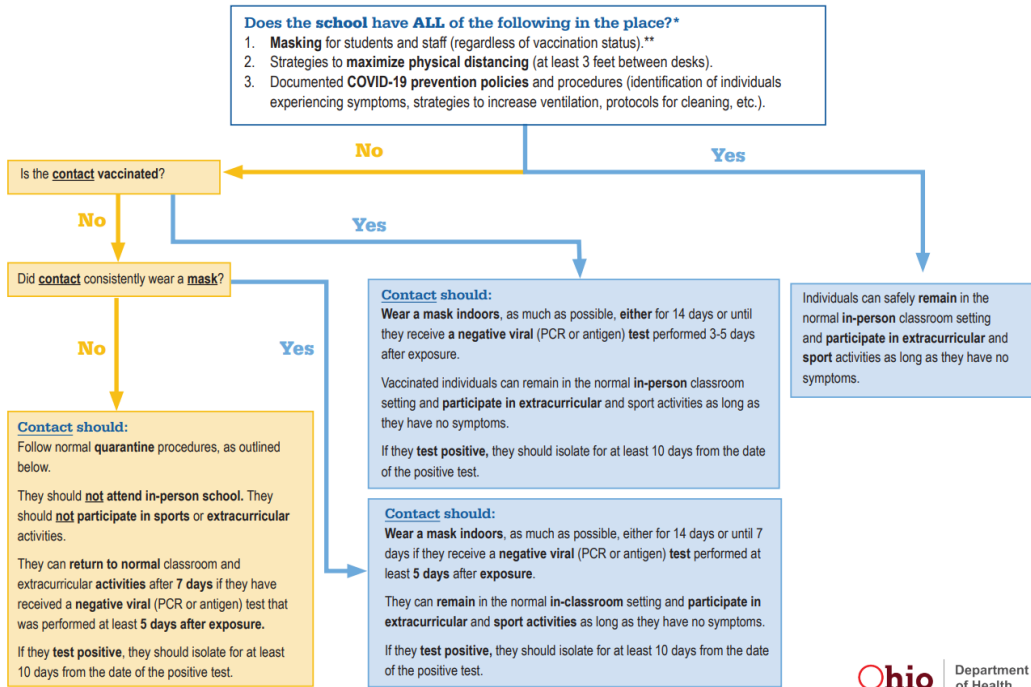 Does the school have ALL of the following in the place?*
1. Masking for students and staff (regardless of vaccination status).**
2. Strategies to maximize physical distancing (at least 3 feet between desks).
3. Documented COVID-19 prevention policies and procedures (identification of individuals
experiencing symptoms, strategies to increase ventilation, protocols for cleaning, etc.).
No
Yes
Is the contact vaccinated?
No
Yes
Did contact consistently wear a mask?
No
Yes
Contact should:
Wear a mask indoors, as much as possible, either for 14 days or until
they receive a negative viral (PCR or antigen) test performed 3-5 days
after exposure.
Vaccinated individuals can remain in the normal in-person classroom
setting and participate in extracurricular and sport activities as long as
they have no symptoms.
If they test positive, they should isolate for at least 10 days from the date
of the positive test.
Individuals can safely remain in the
normal in-person classroom setting
and participate in extracurricular and
sport activities as long as they have no
symptoms.
Contact should:
Follow normal quarantine procedures, as outlined
below.
They should not attend in-person school. They
should not participate in sports or extracurricular
activities.
They can return to normal classroom and
extracurricular activities after 7 days if they have
received a negative viral (PCR or antigen) test that
was performed at least 5 days after exposure.
If they test positive, they should isolate for at least
10 days from the date of the positive test.
Contact should:
Wear a mask indoors, as much as possible, either for 14 days or until 7
days if they receive a negative viral (PCR or antigen) test performed at
least 5 days after exposure.
They can remain in the normal in-classroom setting and participate in
extracurricular and sport activities as long as they have no symptoms.
If they test positive, they should isolate for at least 10 days from the date
of the positive test.
Ohio
Department
of Health